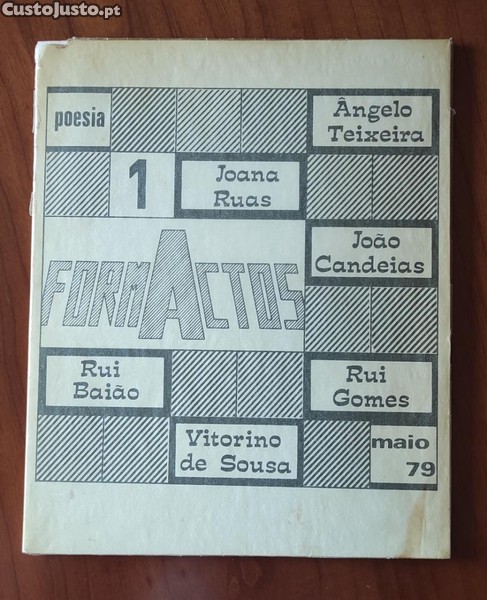 CustoJusto.pt
poesia
Ângelo
Teixeira
1
Joana
Ruas
João
Candeias
FORMACTOS
Rui
Baião
Rui
Gomes
Vitorino
de Sousa
maio
79